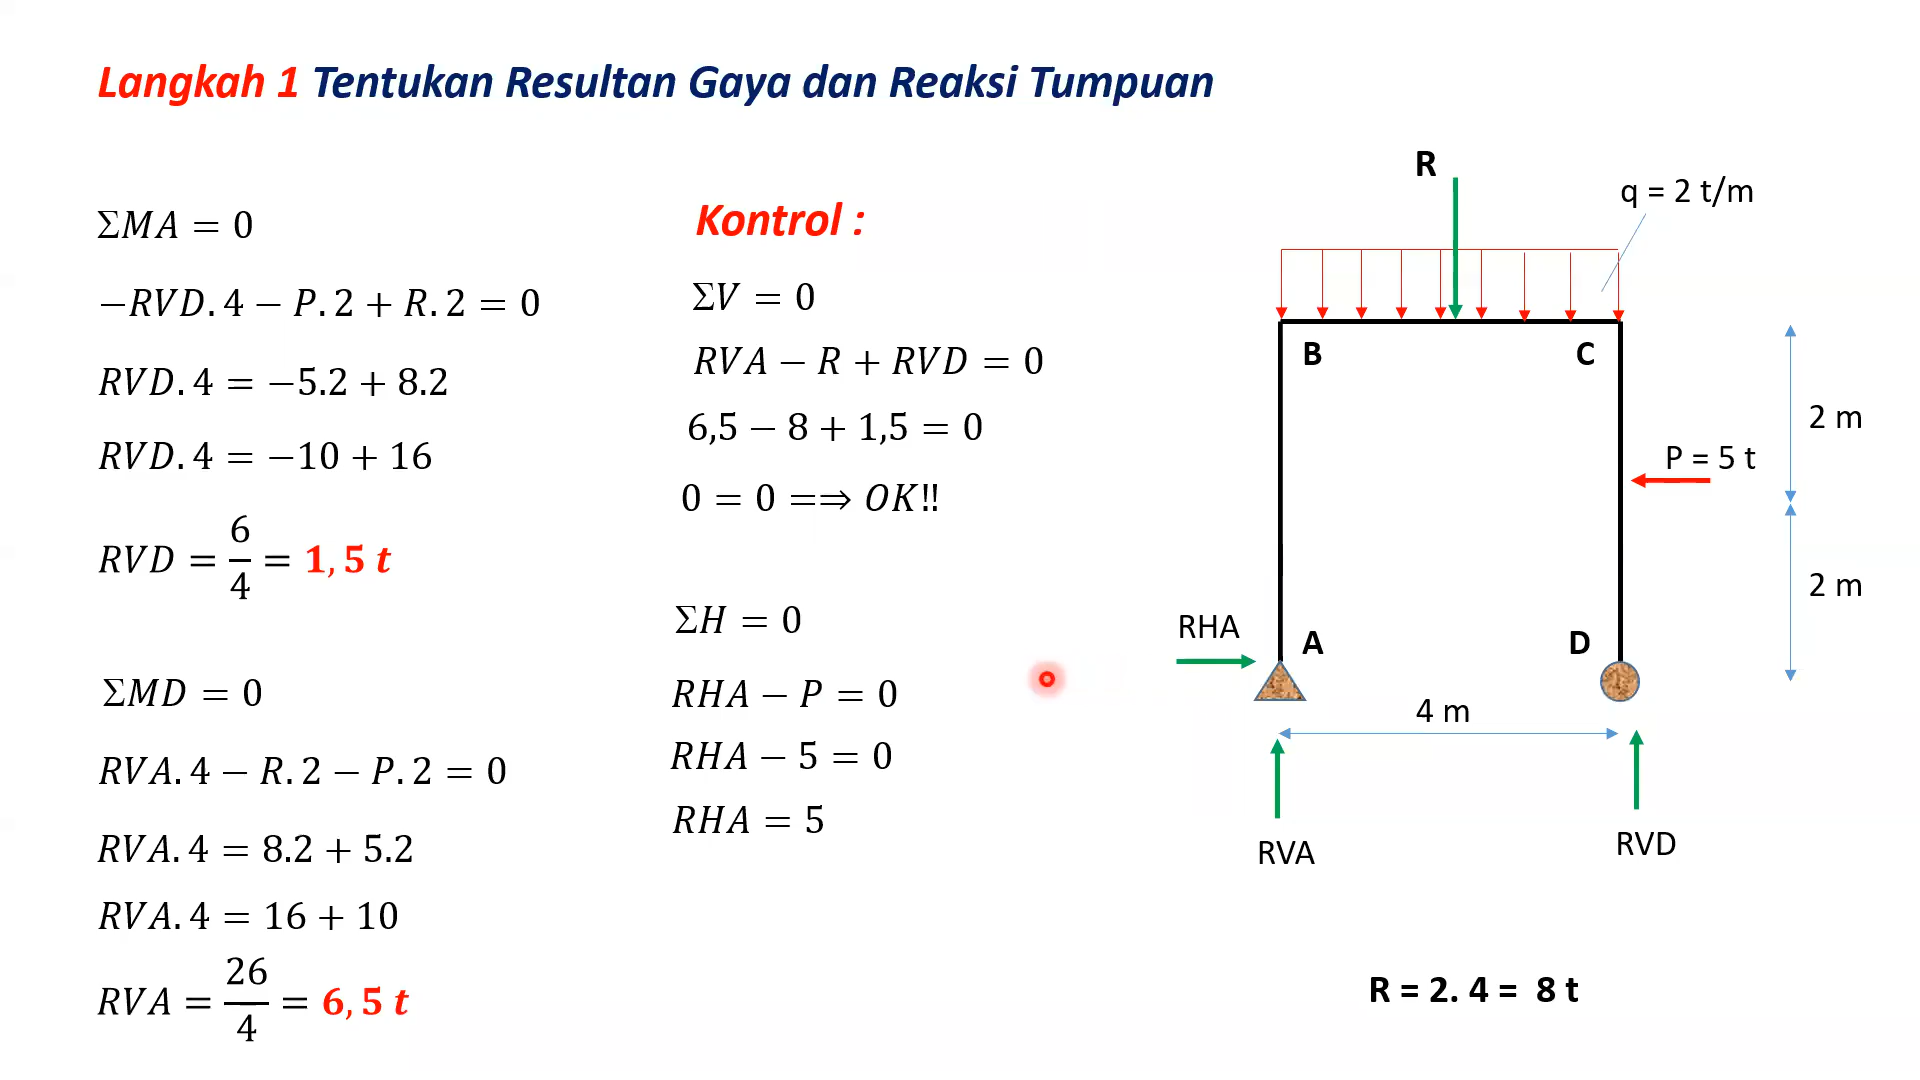 Langkah 1 Tentukan Resultan Gaya dan Reaksi Tumpuan
ΣMA = 0
−RVD. 4 − P. 2 + R. 2 = 0
RVD. 4 = −5.2 + 8.2
RVD. 4 = −10 + 16
RVD = 6/4 = 1,5 t
ΣMD = 0
RVA. 4 − R. 2 − P. 2 = 0
RVA. 4 = 8.2 + 5.2
RVA. 4 = 16 + 10
RVA = 26/4 = 6,5 t
Kontrol :
ΣV = 0
RVA − R + RVD = 0
6,5 − 8 + 1,5 = 0
0 = 0 =⇒ OK‼
ΣH = 0
RHA − P = 0
RHA − 5 = 0
RHA = 5
R
q = 2 t/m
B
C
2 m
P = 5 t
2 m
RHA
A
D
4 m
RVA
RVD
R = 2. 4 = 8 t